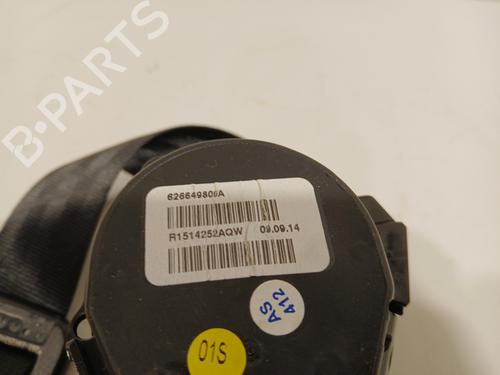 B-PARTS
626649800A
R1514252AQW 09.09.14
AS
412
01S